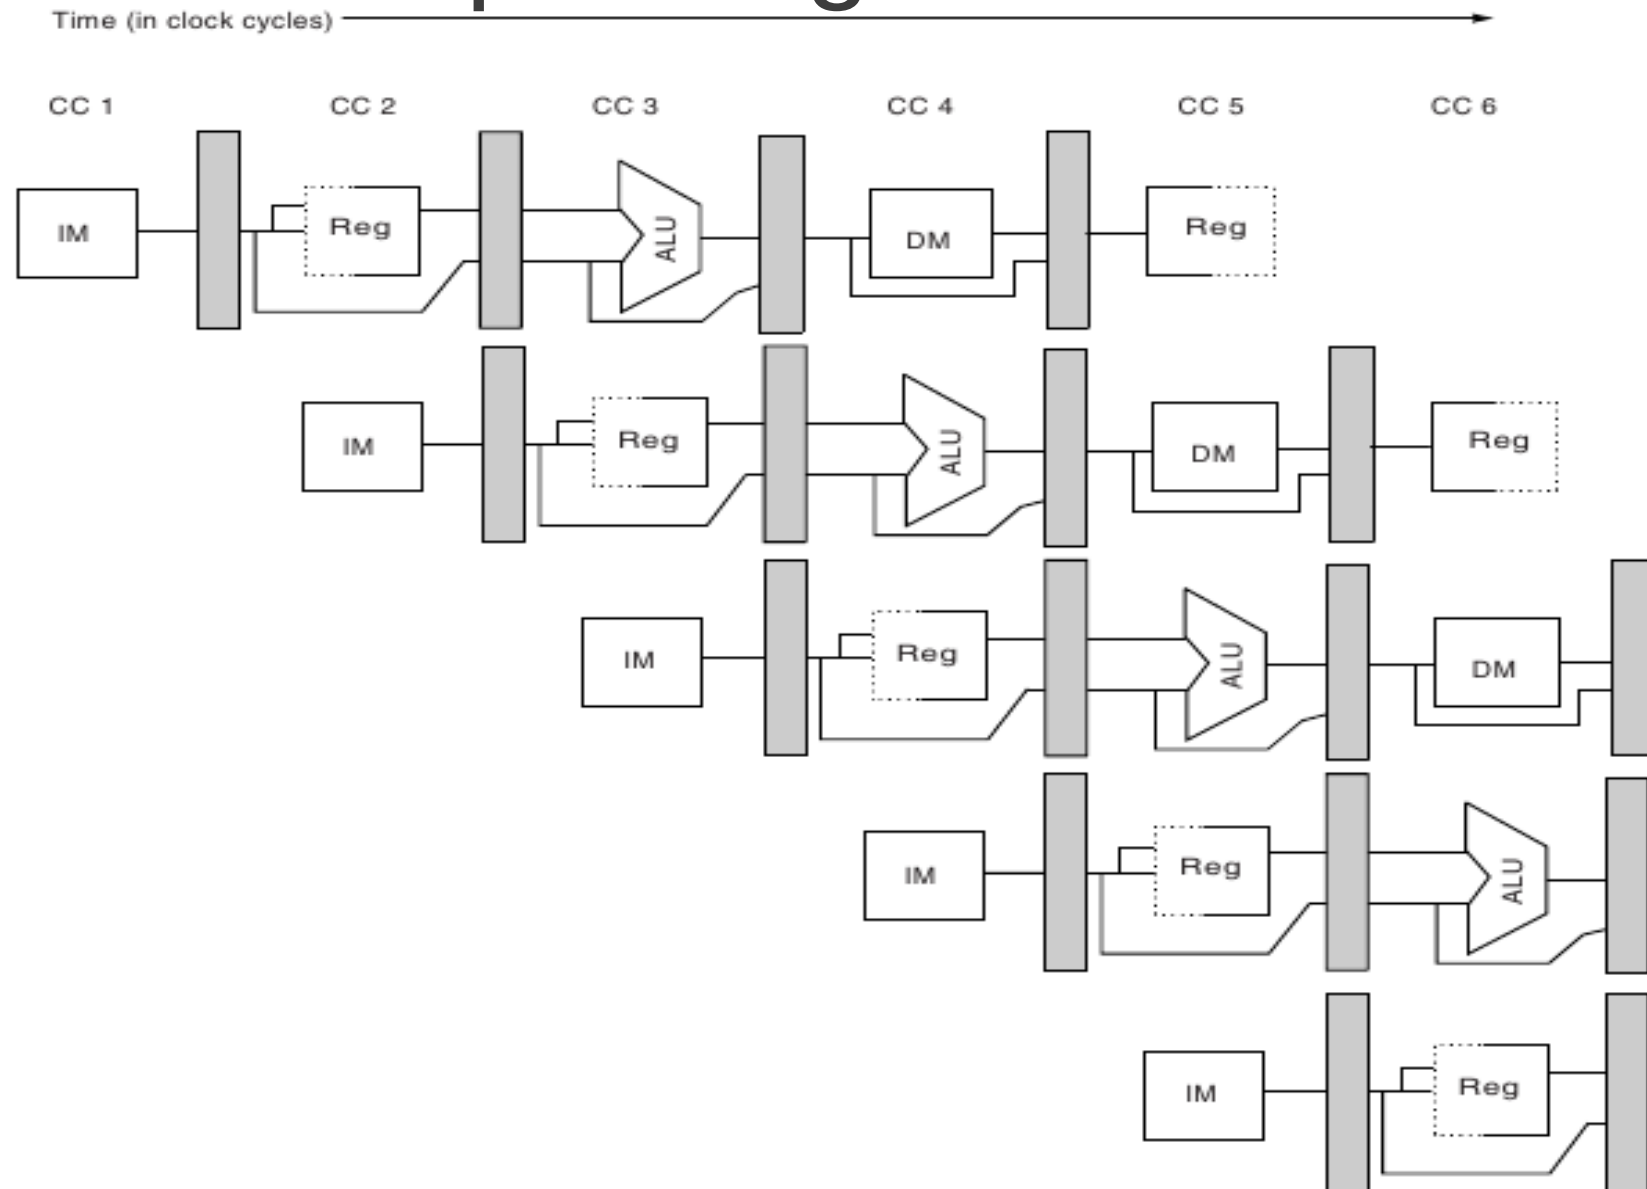 Time (in clock cycles)
CC 1 CC 2 CC 3 CC 4 CC 5 CC 6
IM Reg ALU DM Reg
IM Reg ALU DM Reg
IM Reg ALU DM
IM Reg ALU
IM Reg